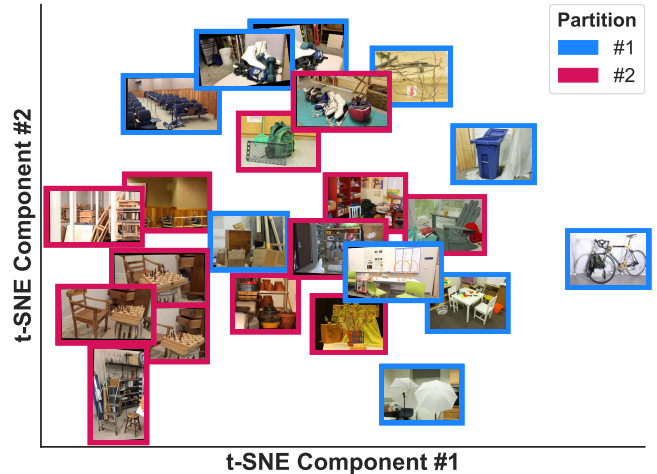 Partition
#1
#2
t-SNE Component #2
t-SNE Component #1